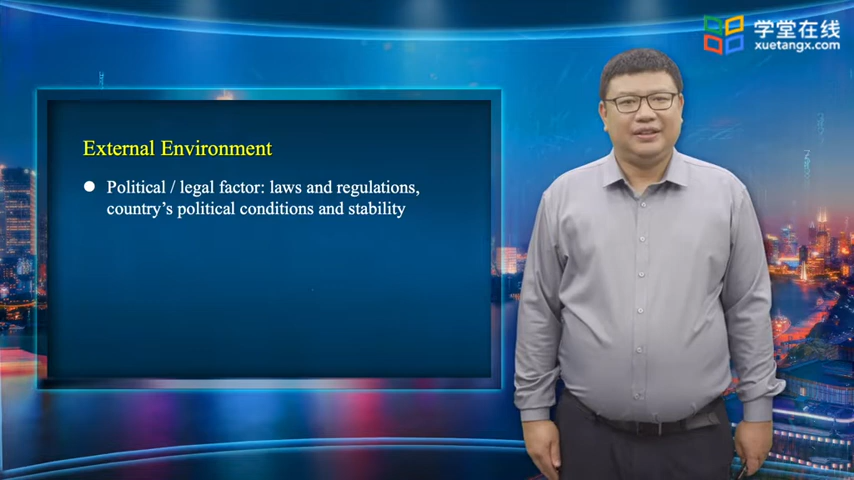 学堂在线
xuetangx.com
External Environment
Political / legal factor: laws and regulations,
country’s political conditions and stability